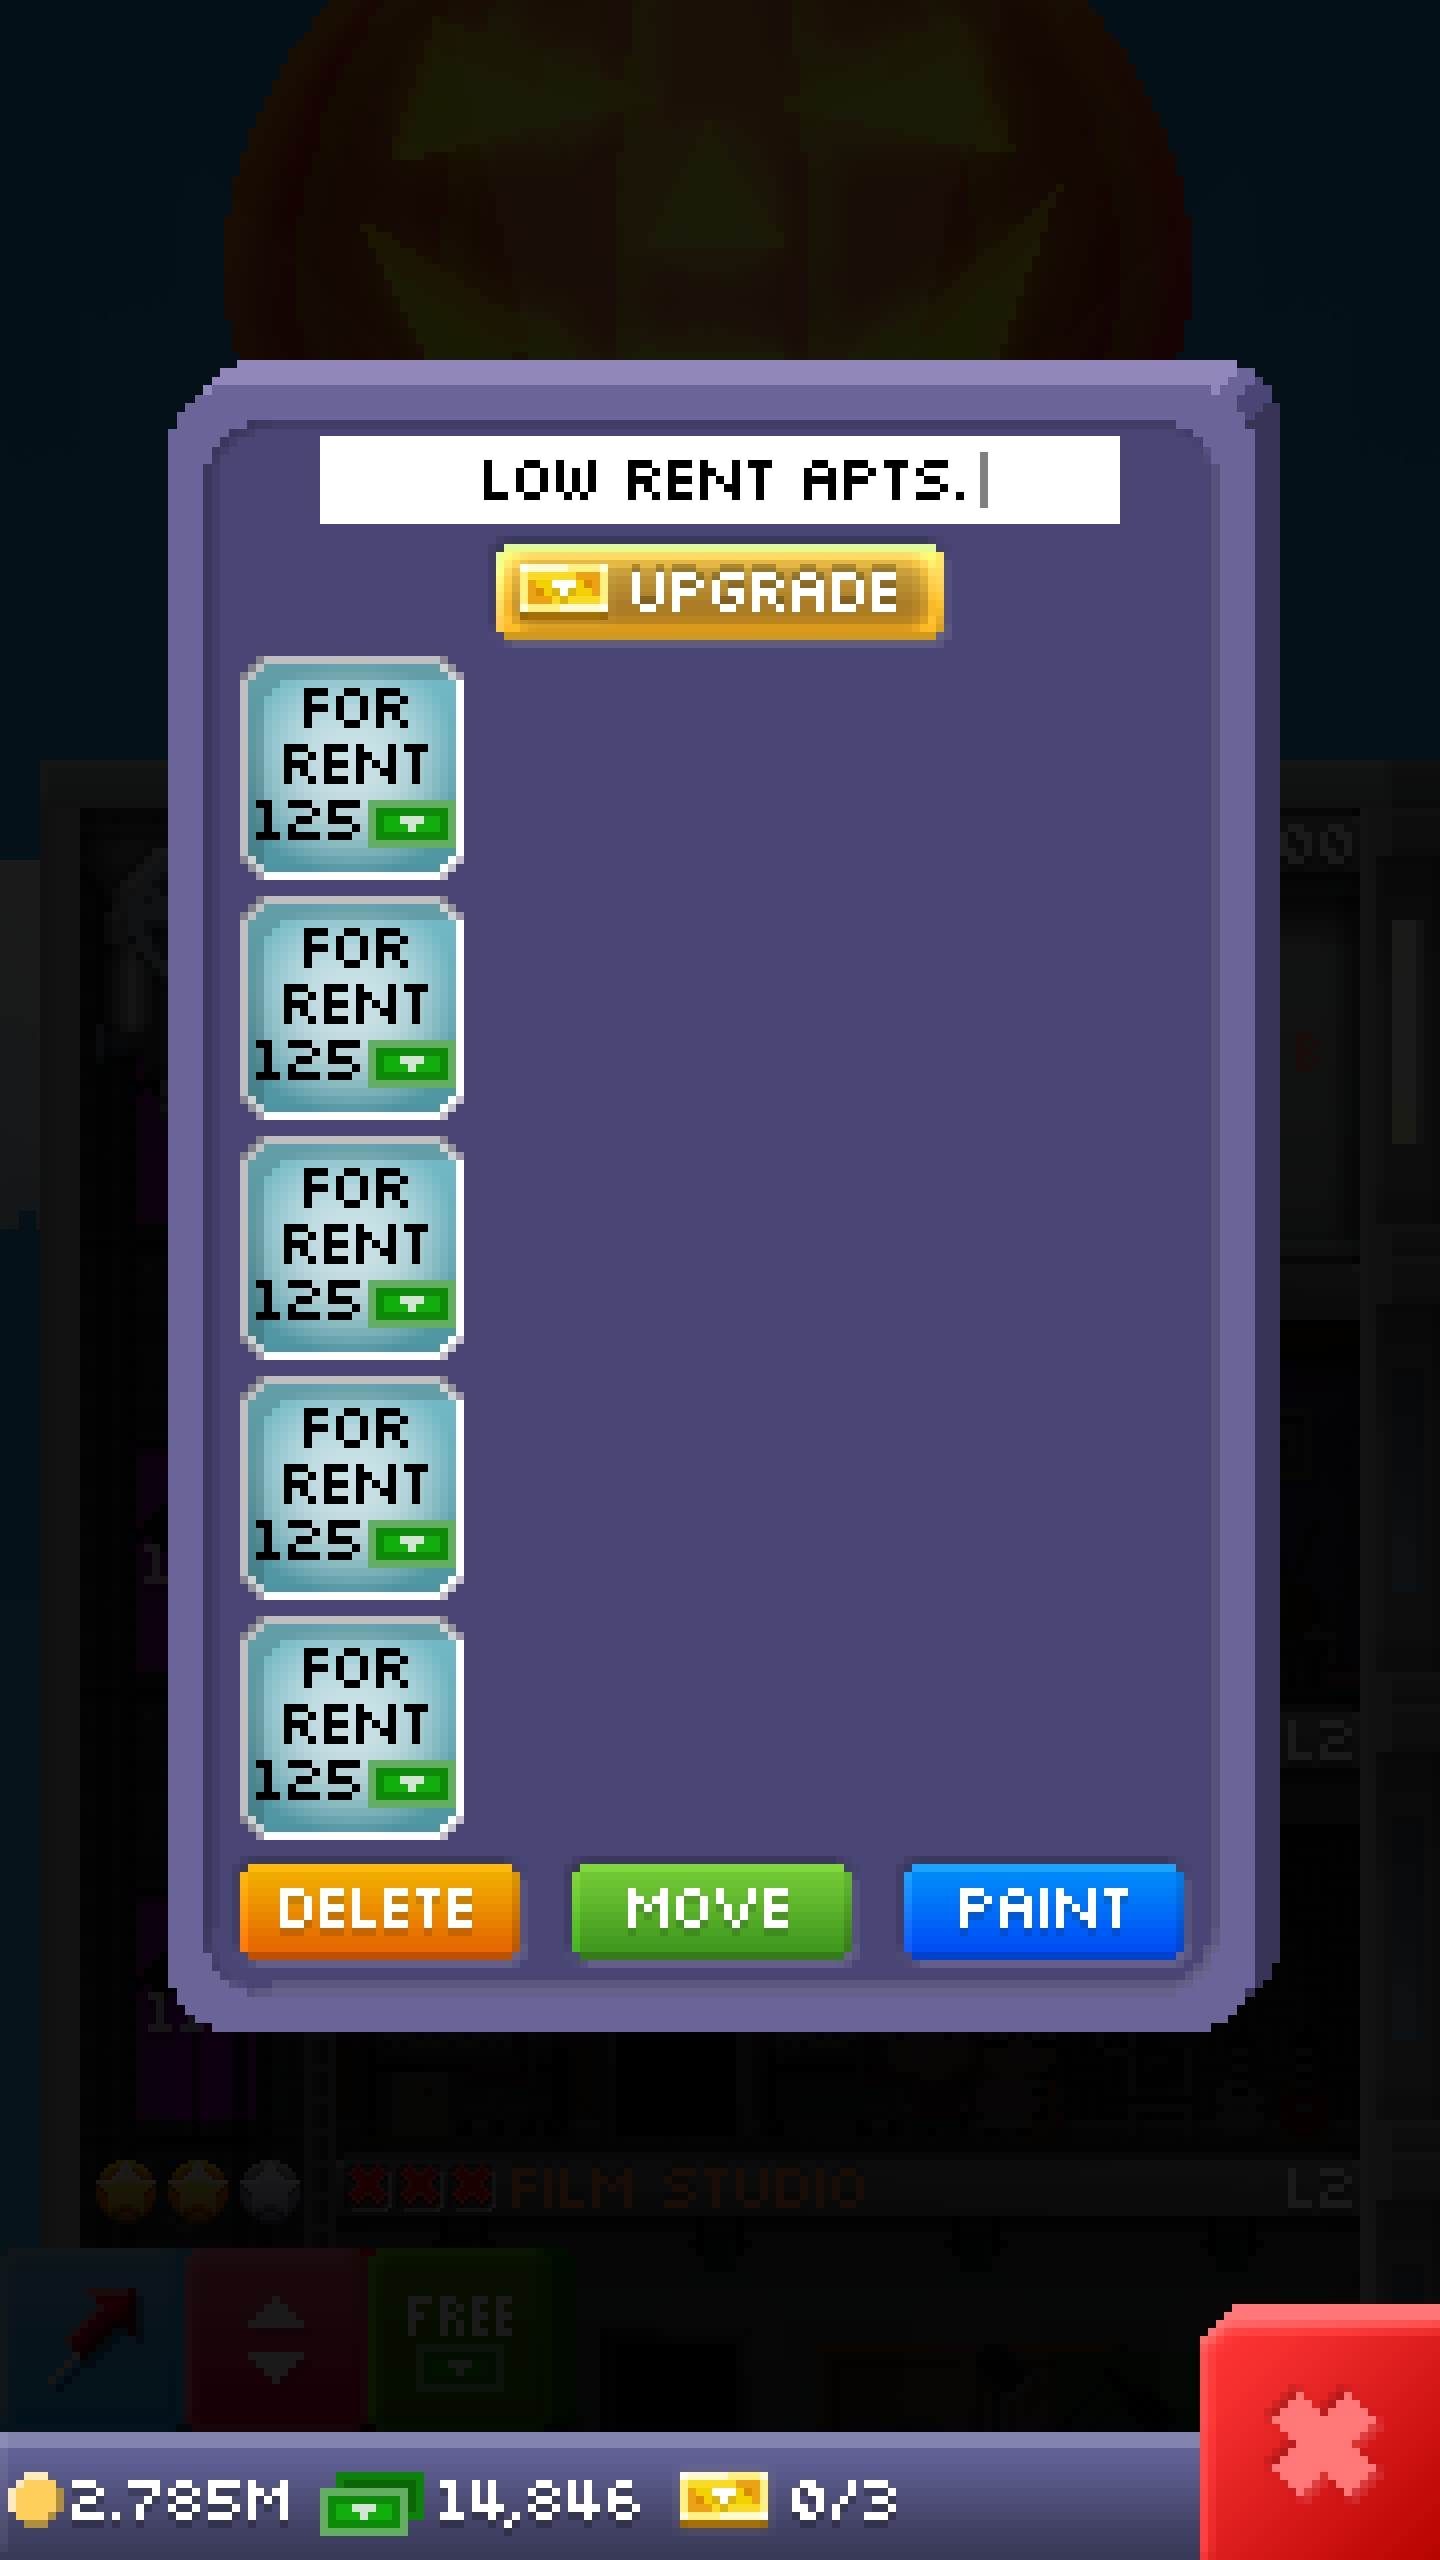 LOW RENT APTS.
UPGRADE
FOR
RENT
125
FOR
RENT
125
FOR
RENT
125
FOR
RENT
125
FOR
RENT
125
DELETE
MOVE
PAINT
L2
FILM STUDIO
L2
FREE
2.785M
14,846
0/3